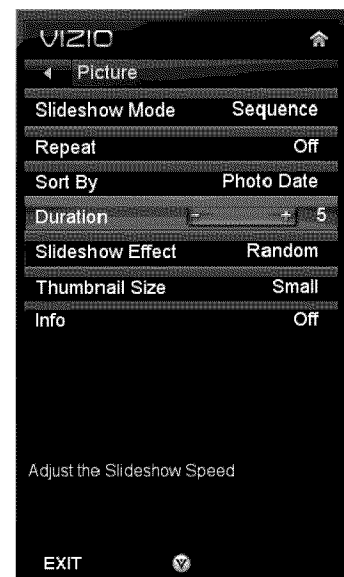 VIZIO
Picture
Slideshow Mode Sequence
Repeat Off
Sort By Photo Date
Duration - + 5
Slideshow Effect Random
Thumbnail Size Small
Info Off
Adjust the Slideshow Speed
EXIT V